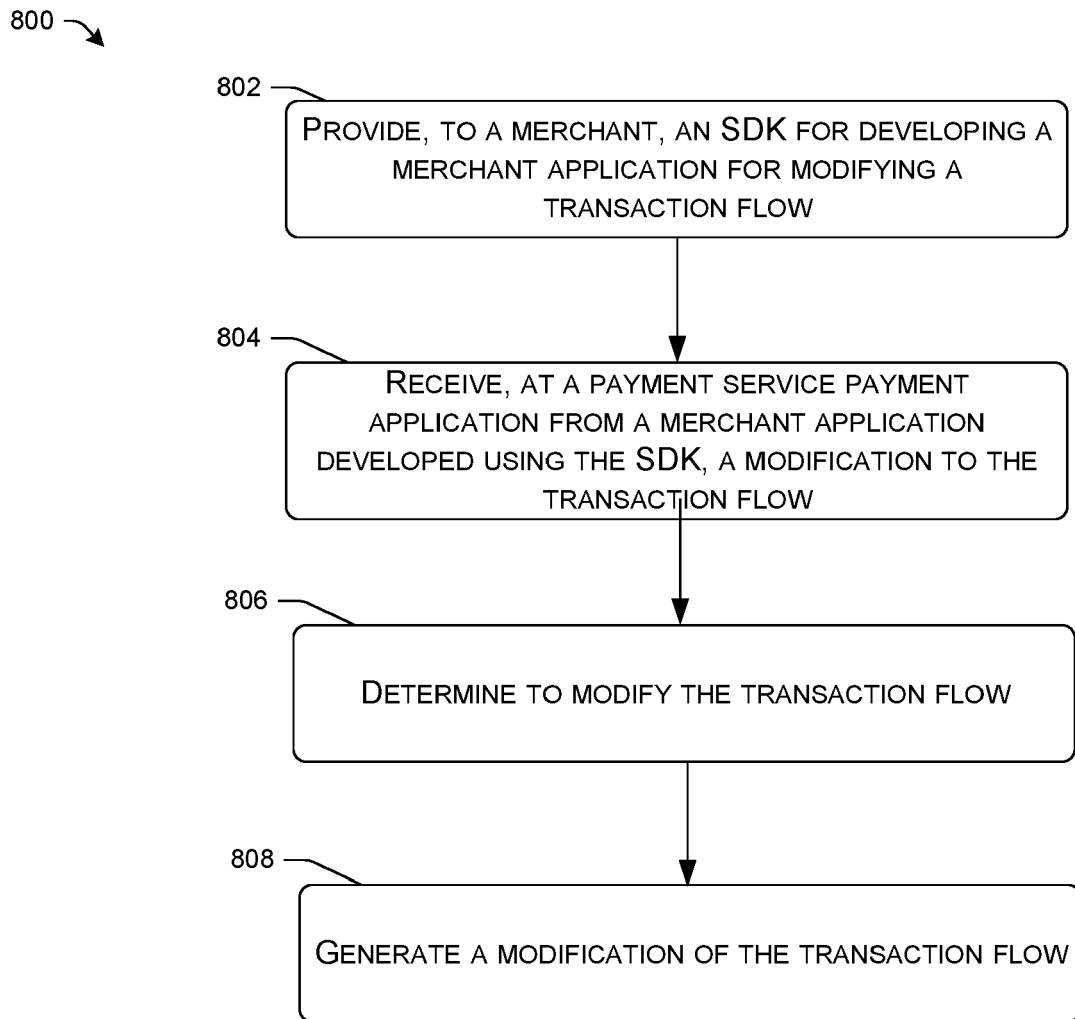 800
802
PROVIDE, TO A MERCHANT, AN SDK FOR DEVELOPING A
MERCHANT APPLICATION FOR MODIFYING A
TRANSACTION FLOW
804
RECEIVE, AT A PAYMENT SERVICE PAYMENT
APPLICATION FROM A MERCHANT APPLICATION
DEVELOPED USING THE SDK, A MODIFICATION TO THE
TRANSACTION FLOW
806
DETERMINE TO MODIFY THE TRANSACTION FLOW
808
GENERATE A MODIFICATION OF THE TRANSACTION FLOW